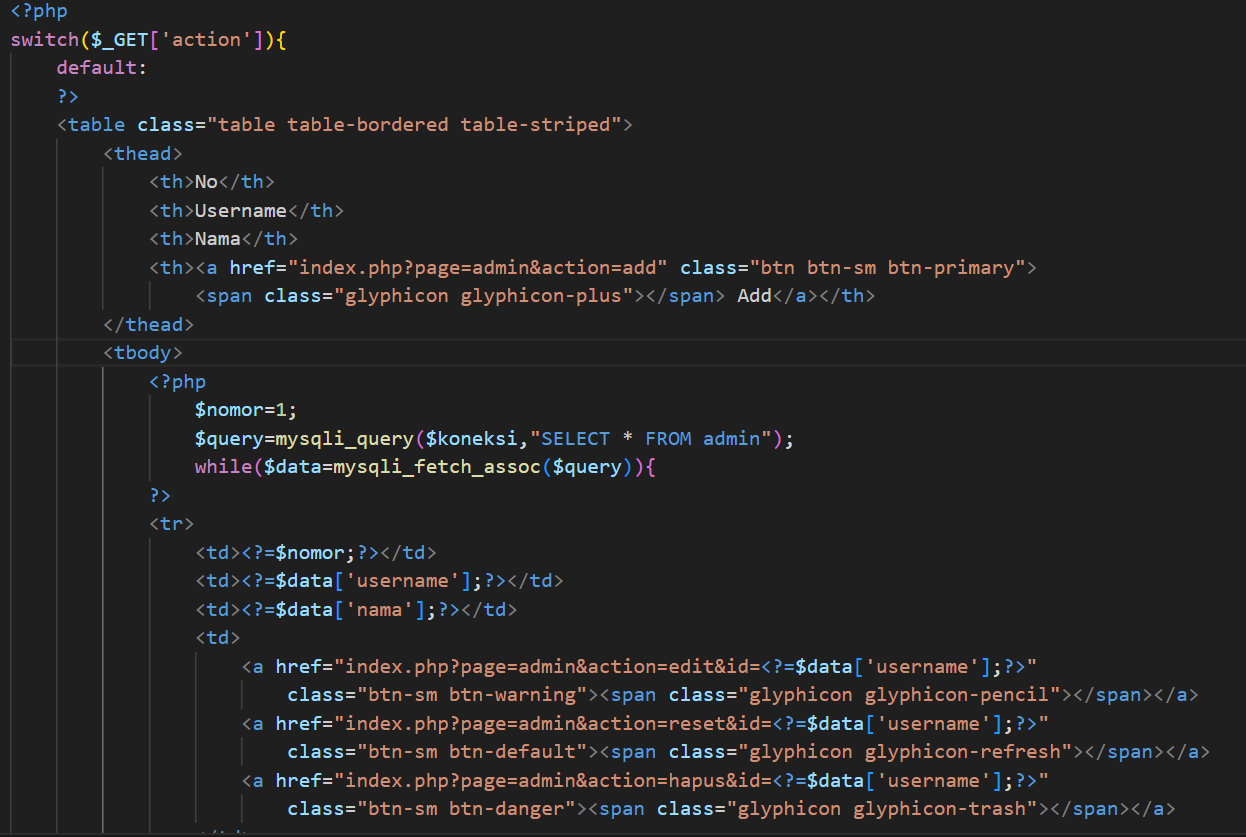 <?php
switch($_GET['action']){
    default:
    ?>
    <table class="table table-bordered table-striped">
        <thead>
            <th>No</th>
            <th>Username</th>
            <th>Nama</th>
            <th><a href="index.php?page=admin&action=add" class="btn btn-sm btn-primary">
                <span class="glyphicon glyphicon-plus"></span> Add</a></th>
        </thead>
        <tbody>
            <?php
                $nomor=1;
                $query=mysqli_query($koneksi,"SELECT * FROM admin");
                while($data=mysqli_fetch_assoc($query)){
            ?>
            <tr>
                <td><?=$nomor;?></td>
                <td><?=$data['username'];?></td>
                <td><?=$data['nama'];?></td>
                <td>
                    <a href="index.php?page=admin&action=edit&id=<?=$data['username'];?>"
                        class="btn-sm btn-warning"><span class="glyphicon glyphicon-pencil"></span></a>
                    <a href="index.php?page=admin&action=reset&id=<?=$data['username'];?>"
                        class="btn-sm btn-default"><span class="glyphicon glyphicon-refresh"></span></a>
                    <a href="index.php?page=admin&action=hapus&id=<?=$data['username'];?>"
                        class="btn-sm btn-danger"><span class="glyphicon glyphicon-trash"></span></a>